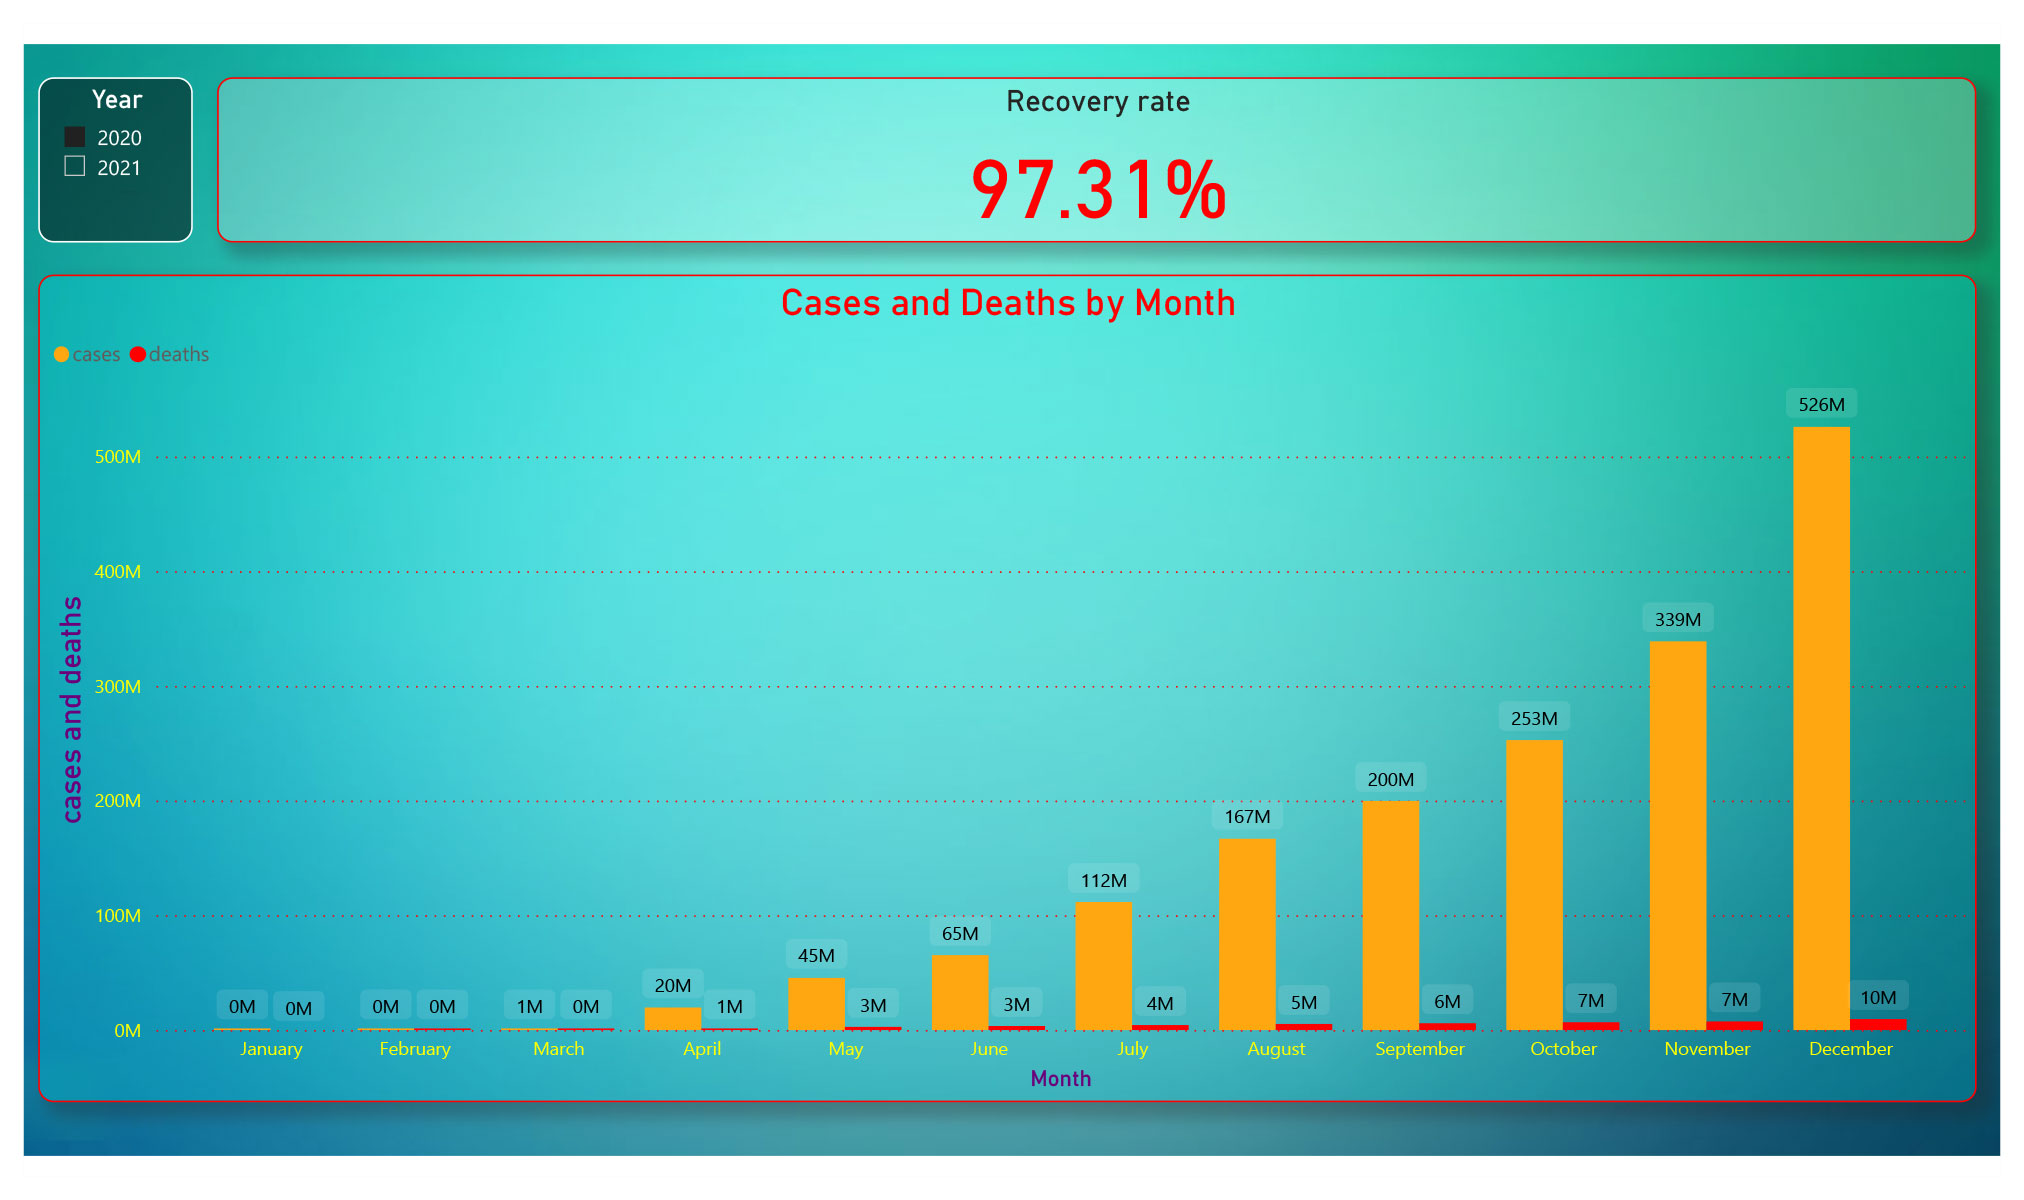 Year
2020
2021
Recovery rate
97.31%
Cases and Deaths by Month
cases deaths
cases and deaths
500M
400M
300M
200M
100M
0M
0M 0M
0M 0M
1M 0M
20M 1M
45M 3M
65M 3M
112M 4M
167M 5M
200M 6M
253M 7M
339M 7M
526M 10M
January February March April May June July August September October November December
Month